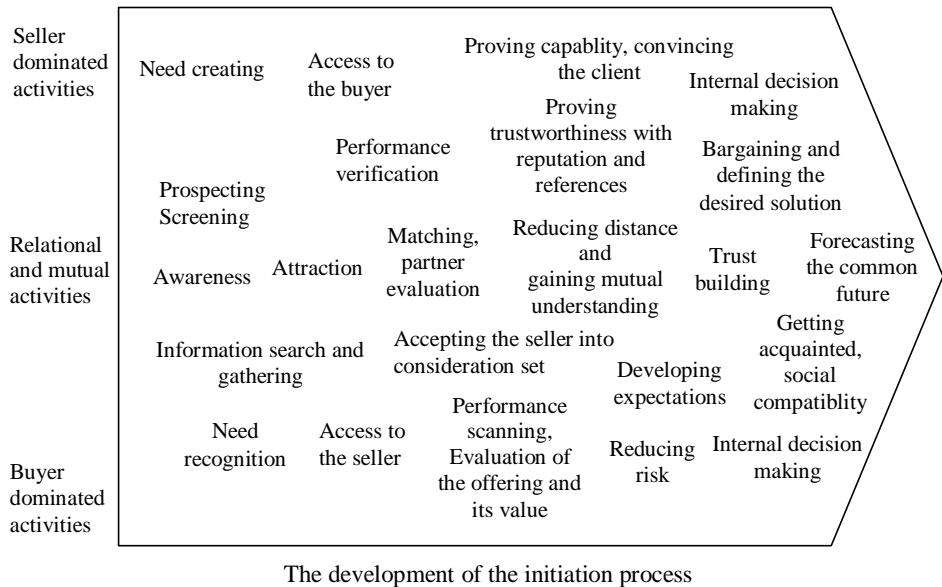 Seller
dominated
activities
Need creating
Access to
the buyer
Proving capablity, convincing
the client
Internal decision
making
Proving
trustworthiness with
reputation and
references
Performance
verification
Bargaining and
defining the
desired solution
Prospecting
Screening
Relational
and mutual
activities
Awareness
Attraction
Matching,
partner
evaluation
Reducing distance
and
gaining mutual
understanding
Trust
building
Forecasting
the common
future
Information search and
gathering
Accepting the seller into
consideration set
Developing
expectations
Getting
acquainted,
social
compatiblity
Buyer
dominated
activities
Need
recognition
Access to
the seller
Performance
scanning,
Evaluation of
the offering and
its value
Reducing
risk
Internal decision
making
The development of the initiation process